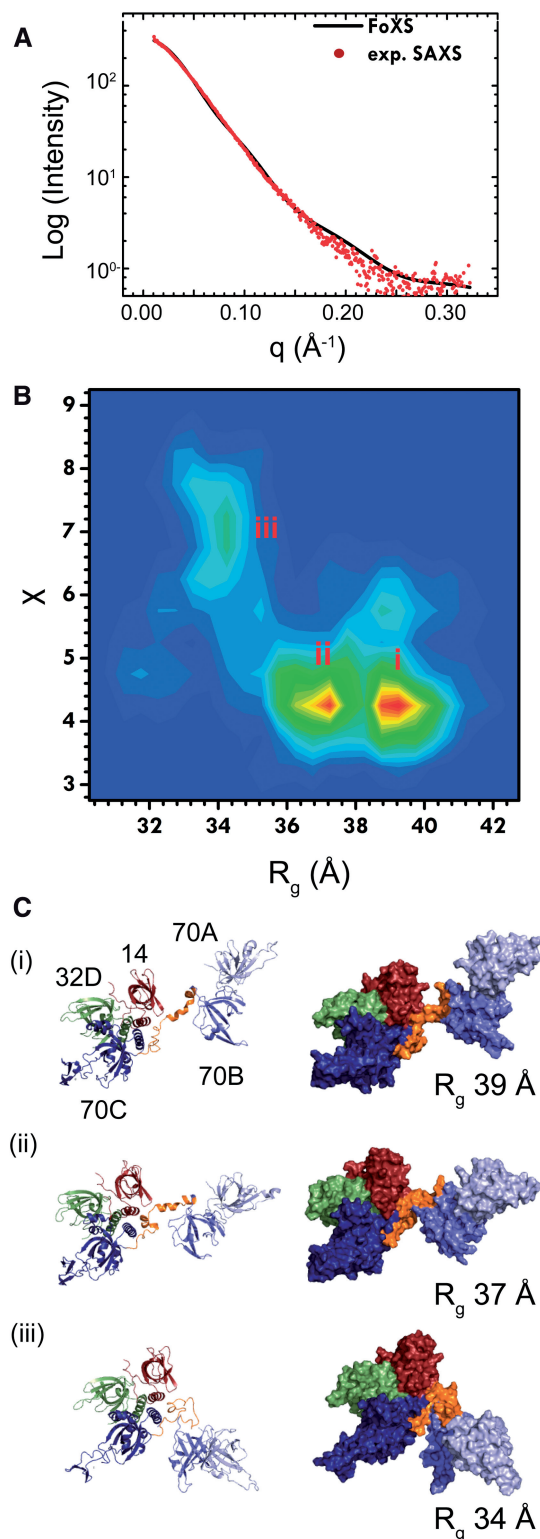 A
FoXS
exp. SAXS
Log (Intensity)
10²
10¹
10⁰
0.00 0.10 0.20 0.30
q (Å⁻¹)
B
9
8
7
6
5
4
3
χ
iii
ii
i
32 34 36 38 40 42
Rg (Å)
C
(i)
70A
14
32D
70B
70C
Rg 39 Å
(ii)
Rg 37 Å
(iii)
Rg 34 Å